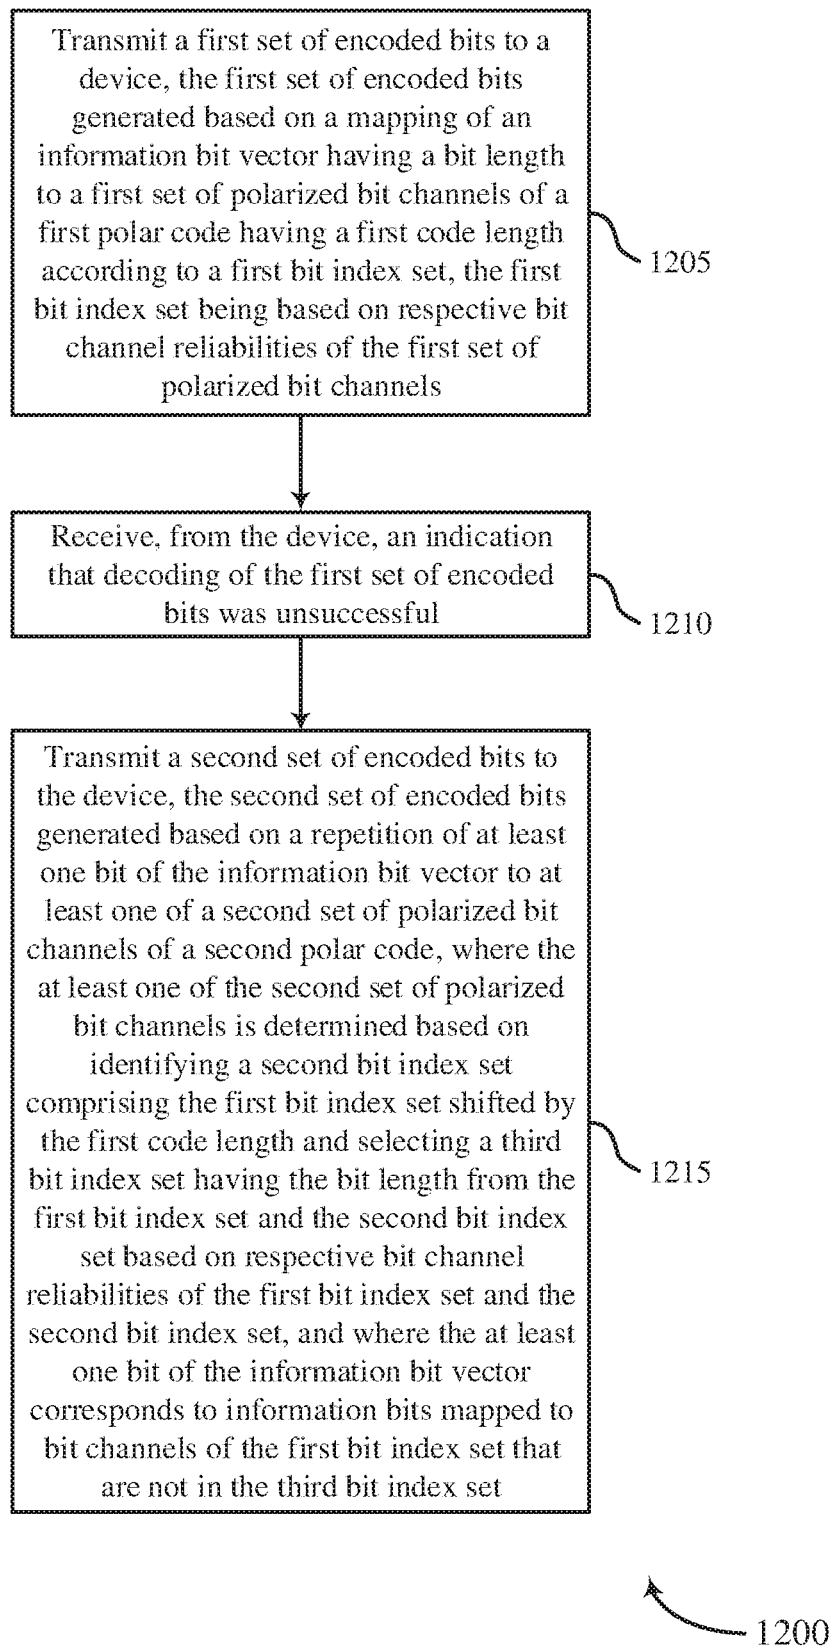 Transmit a first set of encoded bits to a
device, the first set of encoded bits
generated based on a mapping of an
information bit vector having a bit length
to a first set of polarized bit channels of a
first polar code having a first code length
according to a first bit index set, the first
bit index set being based on respective bit
channel reliabilities of the first set of
polarized bit channels
1205
Receive, from the device, an indication
that decoding of the first set of encoded
bits was unsuccessful
1210
Transmit a second set of encoded bits to
the device, the second set of encoded bits
generated based on a repetition of at least
one bit of the information bit vector to at
least one of a second set of polarized bit
channels of a second polar code, where the
at least one of the second set of polarized
bit channels is determined based on
identifying a second bit index set
comprising the first bit index set shifted by
the first code length and selecting a third
bit index set having the bit length from the
first bit index set and the second bit index
set based on respective bit channel
reliabilities of the first bit index set and the
second bit index set, and where the at least
one bit of the information bit vector
corresponds to information bits mapped to
bit channels of the first bit index set that
are not in the third bit index set
1215
1200